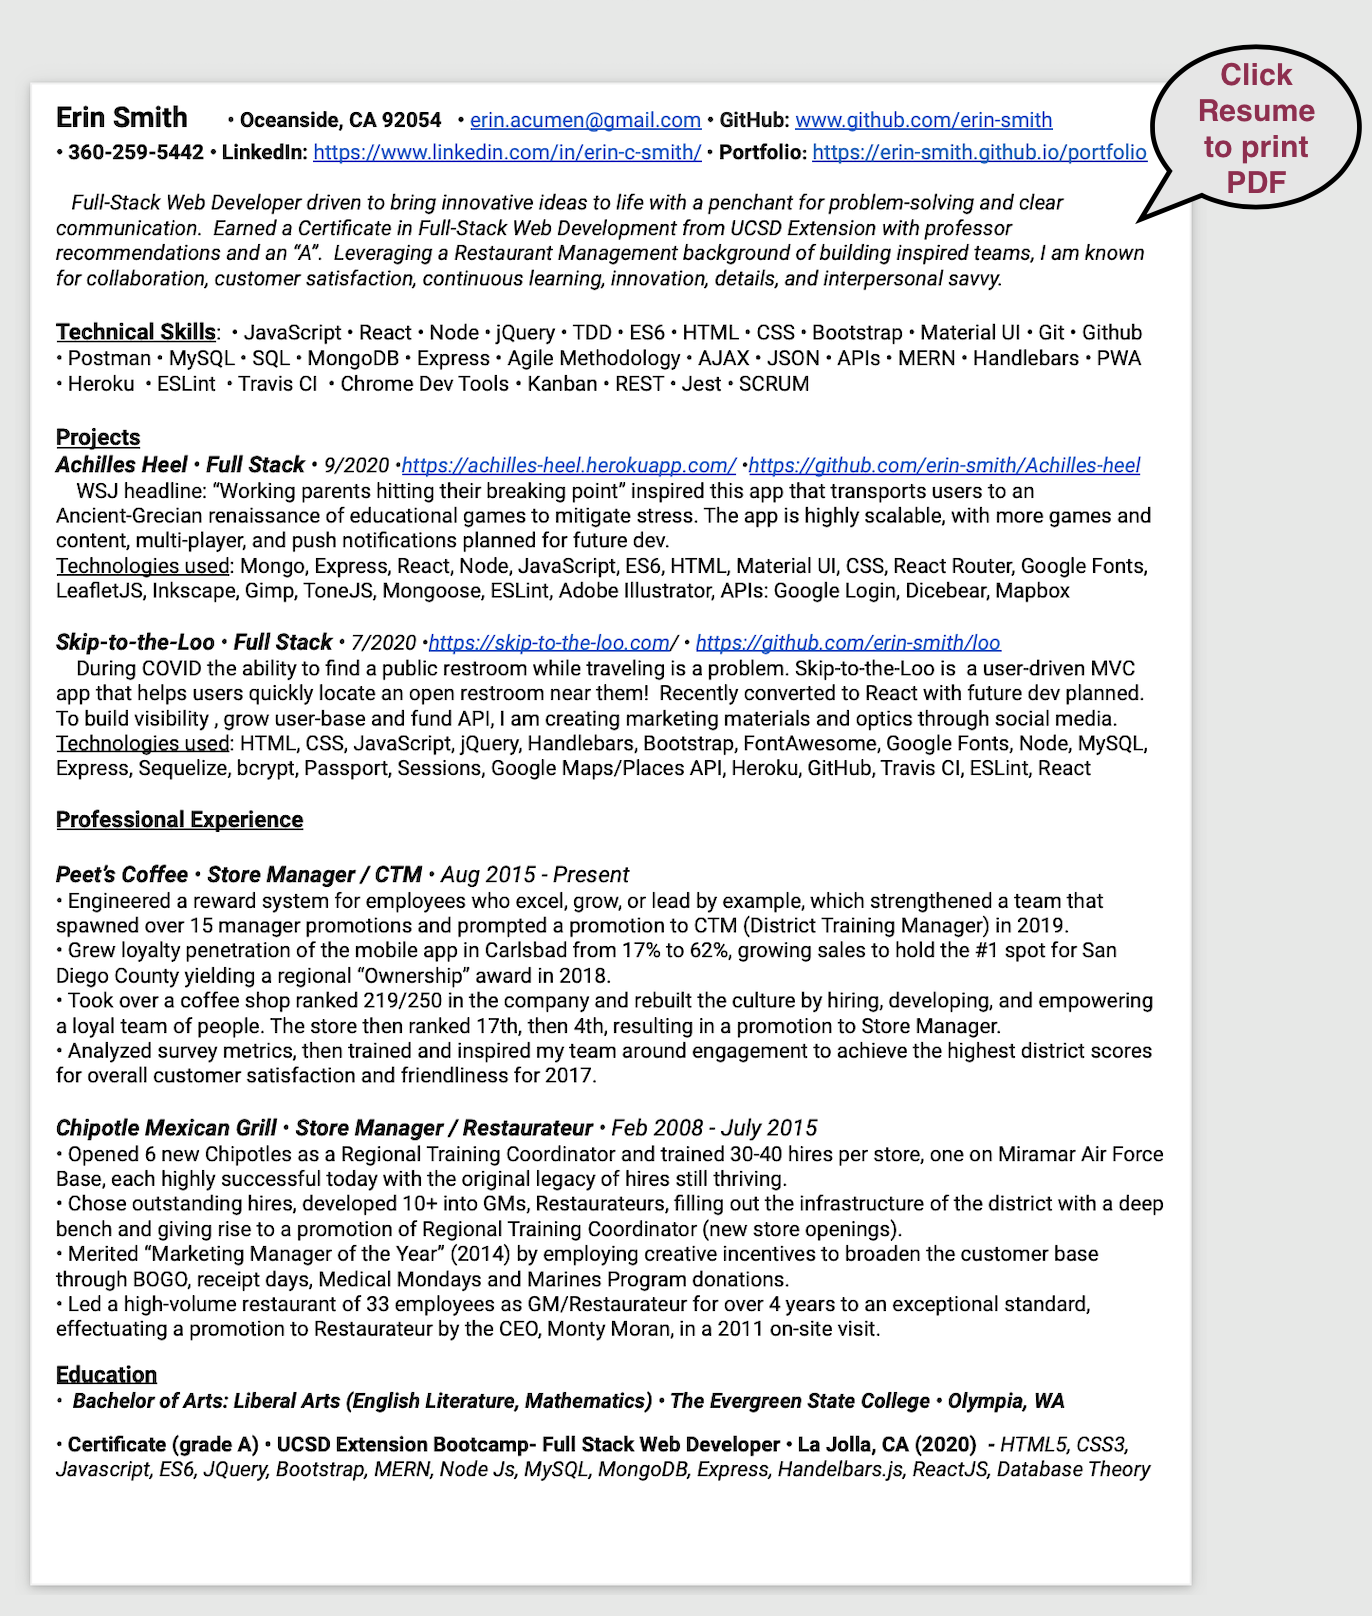 Click
Resume
to print
PDF
Erin Smith • Oceanside, CA 92054 • erin.acumen@gmail.com • GitHub: www.github.com/erin-smith
• 360-259-5442 • LinkedIn: https://www.linkedin.com/in/erin-c-smith/ • Portfolio: https://erin-smith.github.io/portfolio
Full-Stack Web Developer driven to bring innovative ideas to life with a penchant for problem-solving and clear
communication. Earned a Certificate in Full-Stack Web Development from UCSD Extension with professor
recommendations and an “A”. Leveraging a Restaurant Management background of building inspired teams, I am known
for collaboration, customer satisfaction, continuous learning, innovation, details, and interpersonal savvy.
Technical Skills: • JavaScript • React • Node • jQuery • TDD • ES6 • HTML • CSS • Bootstrap • Material UI • Git • Github
• Postman • MySQL • SQL • MongoDB • Express • Agile Methodology • AJAX • JSON • APIs • MERN • Handlebars • PWA
• Heroku • ESLint • Travis CI • Chrome Dev Tools • Kanban • REST • Jest • SCRUM
Projects
Achilles Heel • Full Stack • 9/2020 •https://achilles-heel.herokuapp.com/ •https://github.com/erin-smith/Achilles-heel
WSJ headline: “Working parents hitting their breaking point” inspired this app that transports users to an
Ancient-Grecian renaissance of educational games to mitigate stress. The app is highly scalable, with more games and
content, multi-player, and push notifications planned for future dev.
Technologies used: Mongo, Express, React, Node, JavaScript, ES6, HTML, Material UI, CSS, React Router, Google Fonts,
LeafletJS, Inkscape, Gimp, ToneJS, Mongoose, ESLint, Adobe Illustrator, APIs: Google Login, Dicebear, Mapbox
Skip-to-the-Loo • Full Stack • 7/2020 •https://skip-to-the-loo.com/ • https://github.com/erin-smith/loo
During COVID the ability to find a public restroom while traveling is a problem. Skip-to-the-Loo is a user-driven MVC
app that helps users quickly locate an open restroom near them! Recently converted to React with future dev planned.
To build visibility , grow user-base and fund API, I am creating marketing materials and optics through social media.
Technologies used: HTML, CSS, JavaScript, jQuery, Handlebars, Bootstrap, FontAwesome, Google Fonts, Node, MySQL,
Express, Sequelize, bcrypt, Passport, Sessions, Google Maps/Places API, Heroku, GitHub, Travis CI, ESLint, React
Professional Experience
Peet’s Coffee • Store Manager / CTM • Aug 2015 - Present
• Engineered a reward system for employees who excel, grow, or lead by example, which strengthened a team that
spawned over 15 manager promotions and prompted a promotion to CTM (District Training Manager) in 2019.
• Grew loyalty penetration of the mobile app in Carlsbad from 17% to 62%, growing sales to hold the #1 spot for San
Diego County yielding a regional “Ownership” award in 2018.
• Took over a coffee shop ranked 219/250 in the company and rebuilt the culture by hiring, developing, and empowering
a loyal team of people. The store then ranked 17th, then 4th, resulting in a promotion to Store Manager.
• Analyzed survey metrics, then trained and inspired my team around engagement to achieve the highest district scores
for overall customer satisfaction and friendliness for 2017.
Chipotle Mexican Grill • Store Manager / Restaurateur • Feb 2008 - July 2015
• Opened 6 new Chipotles as a Regional Training Coordinator and trained 30-40 hires per store, one on Miramar Air Force
Base, each highly successful today with the original legacy of hires still thriving.
• Chose outstanding hires, developed 10+ into GMs, Restaurateurs, filling out the infrastructure of the district with a deep
bench and giving rise to a promotion of Regional Training Coordinator (new store openings).
• Merited “Marketing Manager of the Year” (2014) by employing creative incentives to broaden the customer base
through BOGO, receipt days, Medical Mondays and Marines Program donations.
• Led a high-volume restaurant of 33 employees as GM/Restaurateur for over 4 years to an exceptional standard,
effectuating a promotion to Restaurateur by the CEO, Monty Moran, in a 2011 on-site visit.
Education
• Bachelor of Arts: Liberal Arts (English Literature, Mathematics) • The Evergreen State College • Olympia, WA
• Certificate (grade A) • UCSD Extension Bootcamp- Full Stack Web Developer • La Jolla, CA (2020) - HTML5, CSS3,
Javascript, ES6, JQuery, Bootstrap, MERN, Node Js, MySQL, MongoDB, Express, Handelbars.js, ReactJS, Database Theory